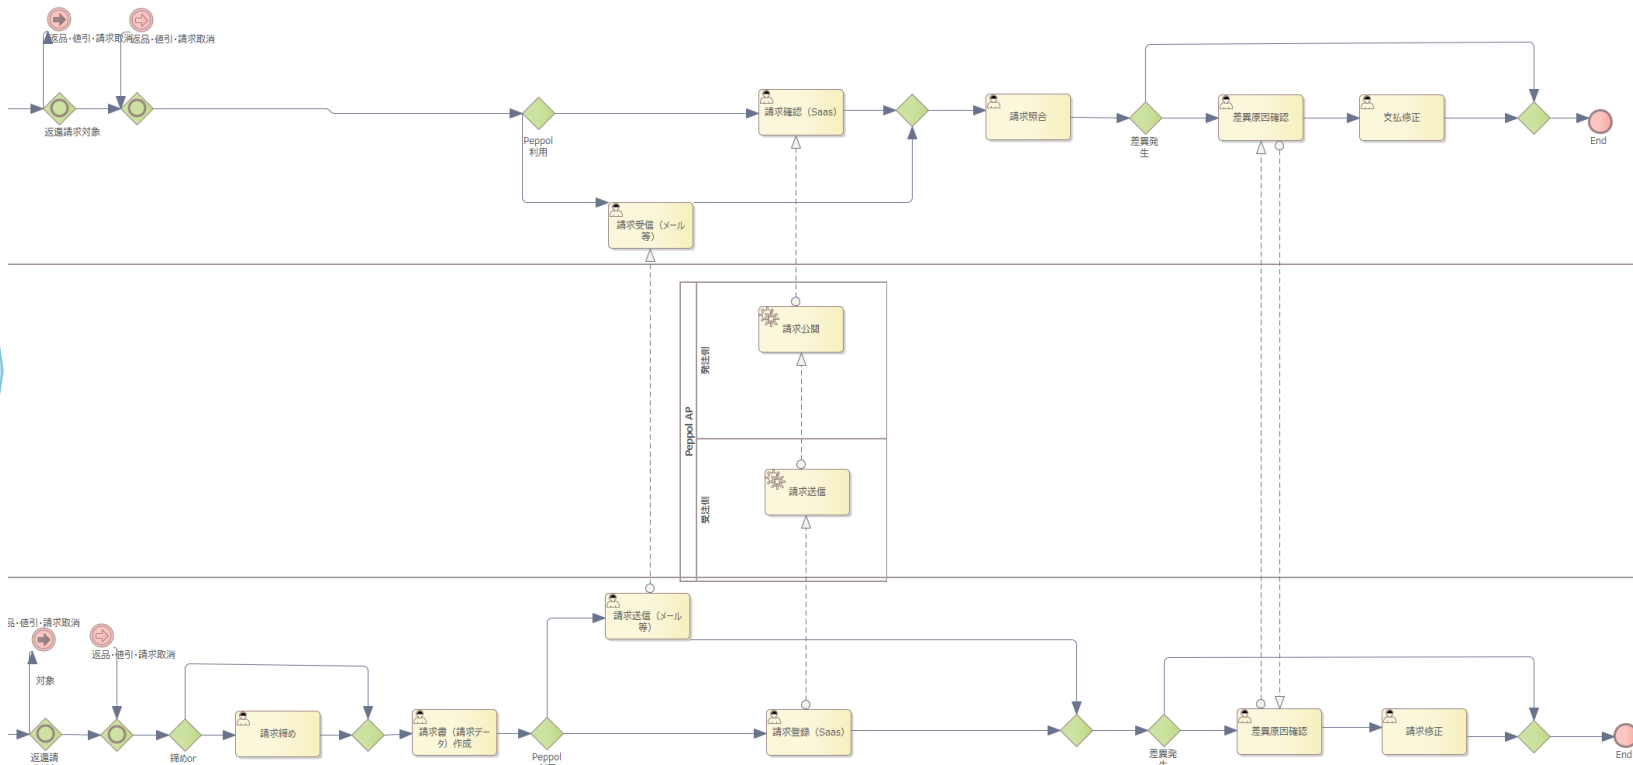 返品・値引・請求取消
返品・値引・請求取消
返還請求対象
Peppol
利用
請求確認（Saas）
請求受信（メール
等）
請求照合
差異発
生
差異原因確認
支払修正
End
Peppol AP
発注側
請求公開
受注側
請求送信
品・値引・請求取消
対象
返還請
返品・値引・請求取消
締めor
請求締め
請求書（請求デー
タ）作成
Peppol
請求送信（メール
等）
請求登録（Saas）
差異発
生
差異原因確認
請求修正
End